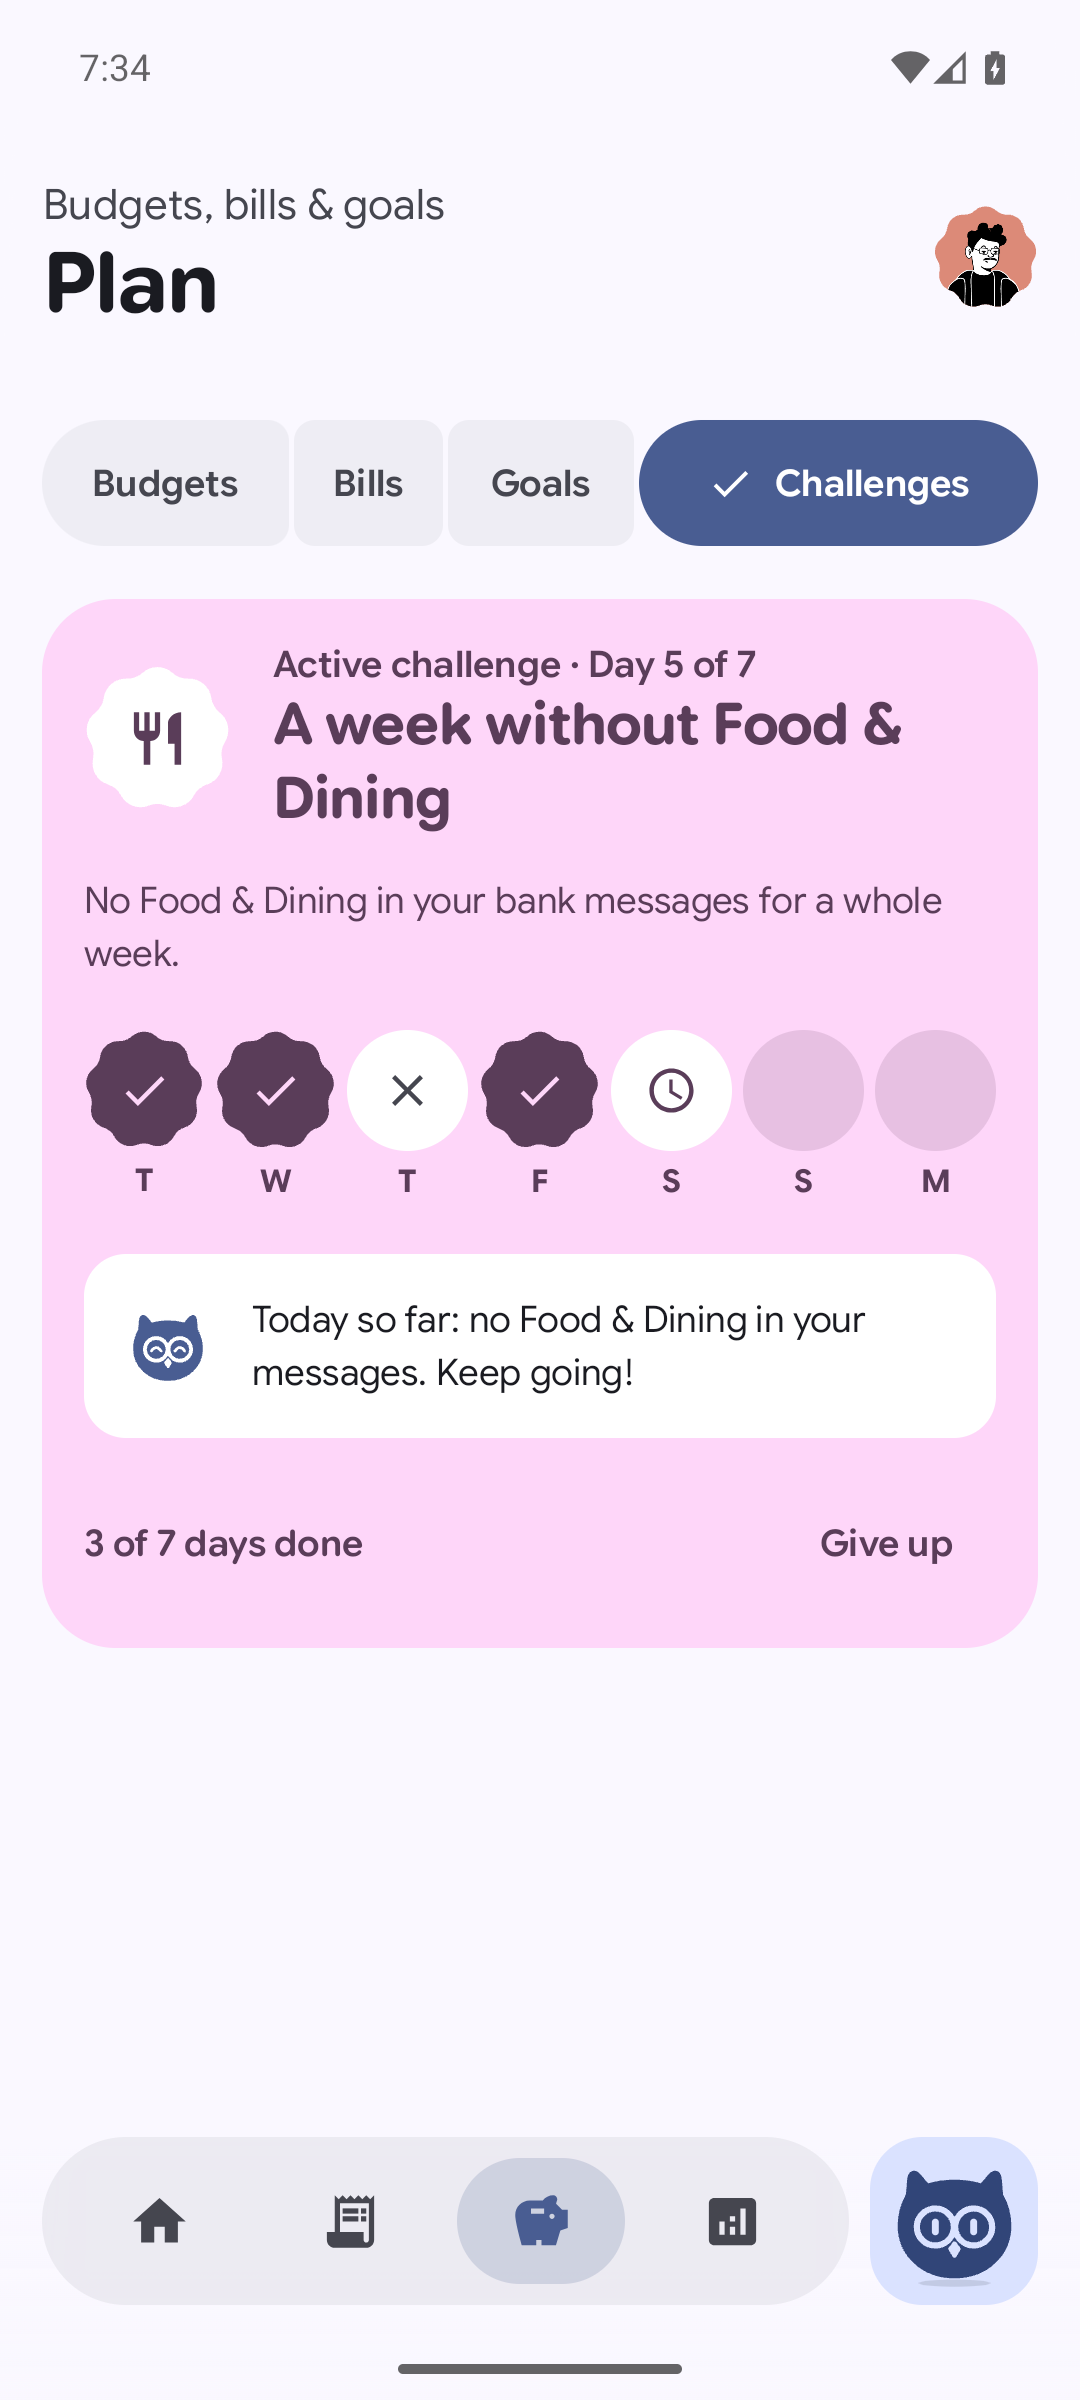 7:34
Budgets, bills & goals
Plan
Budgets
Bills
Goals
Challenges
Active challenge · Day 5 of 7
A week without Food &
Dining
No Food & Dining in your bank messages for a whole
week.
T W T F S S M
Today so far: no Food & Dining in your
messages. Keep going!
3 of 7 days done
Give up